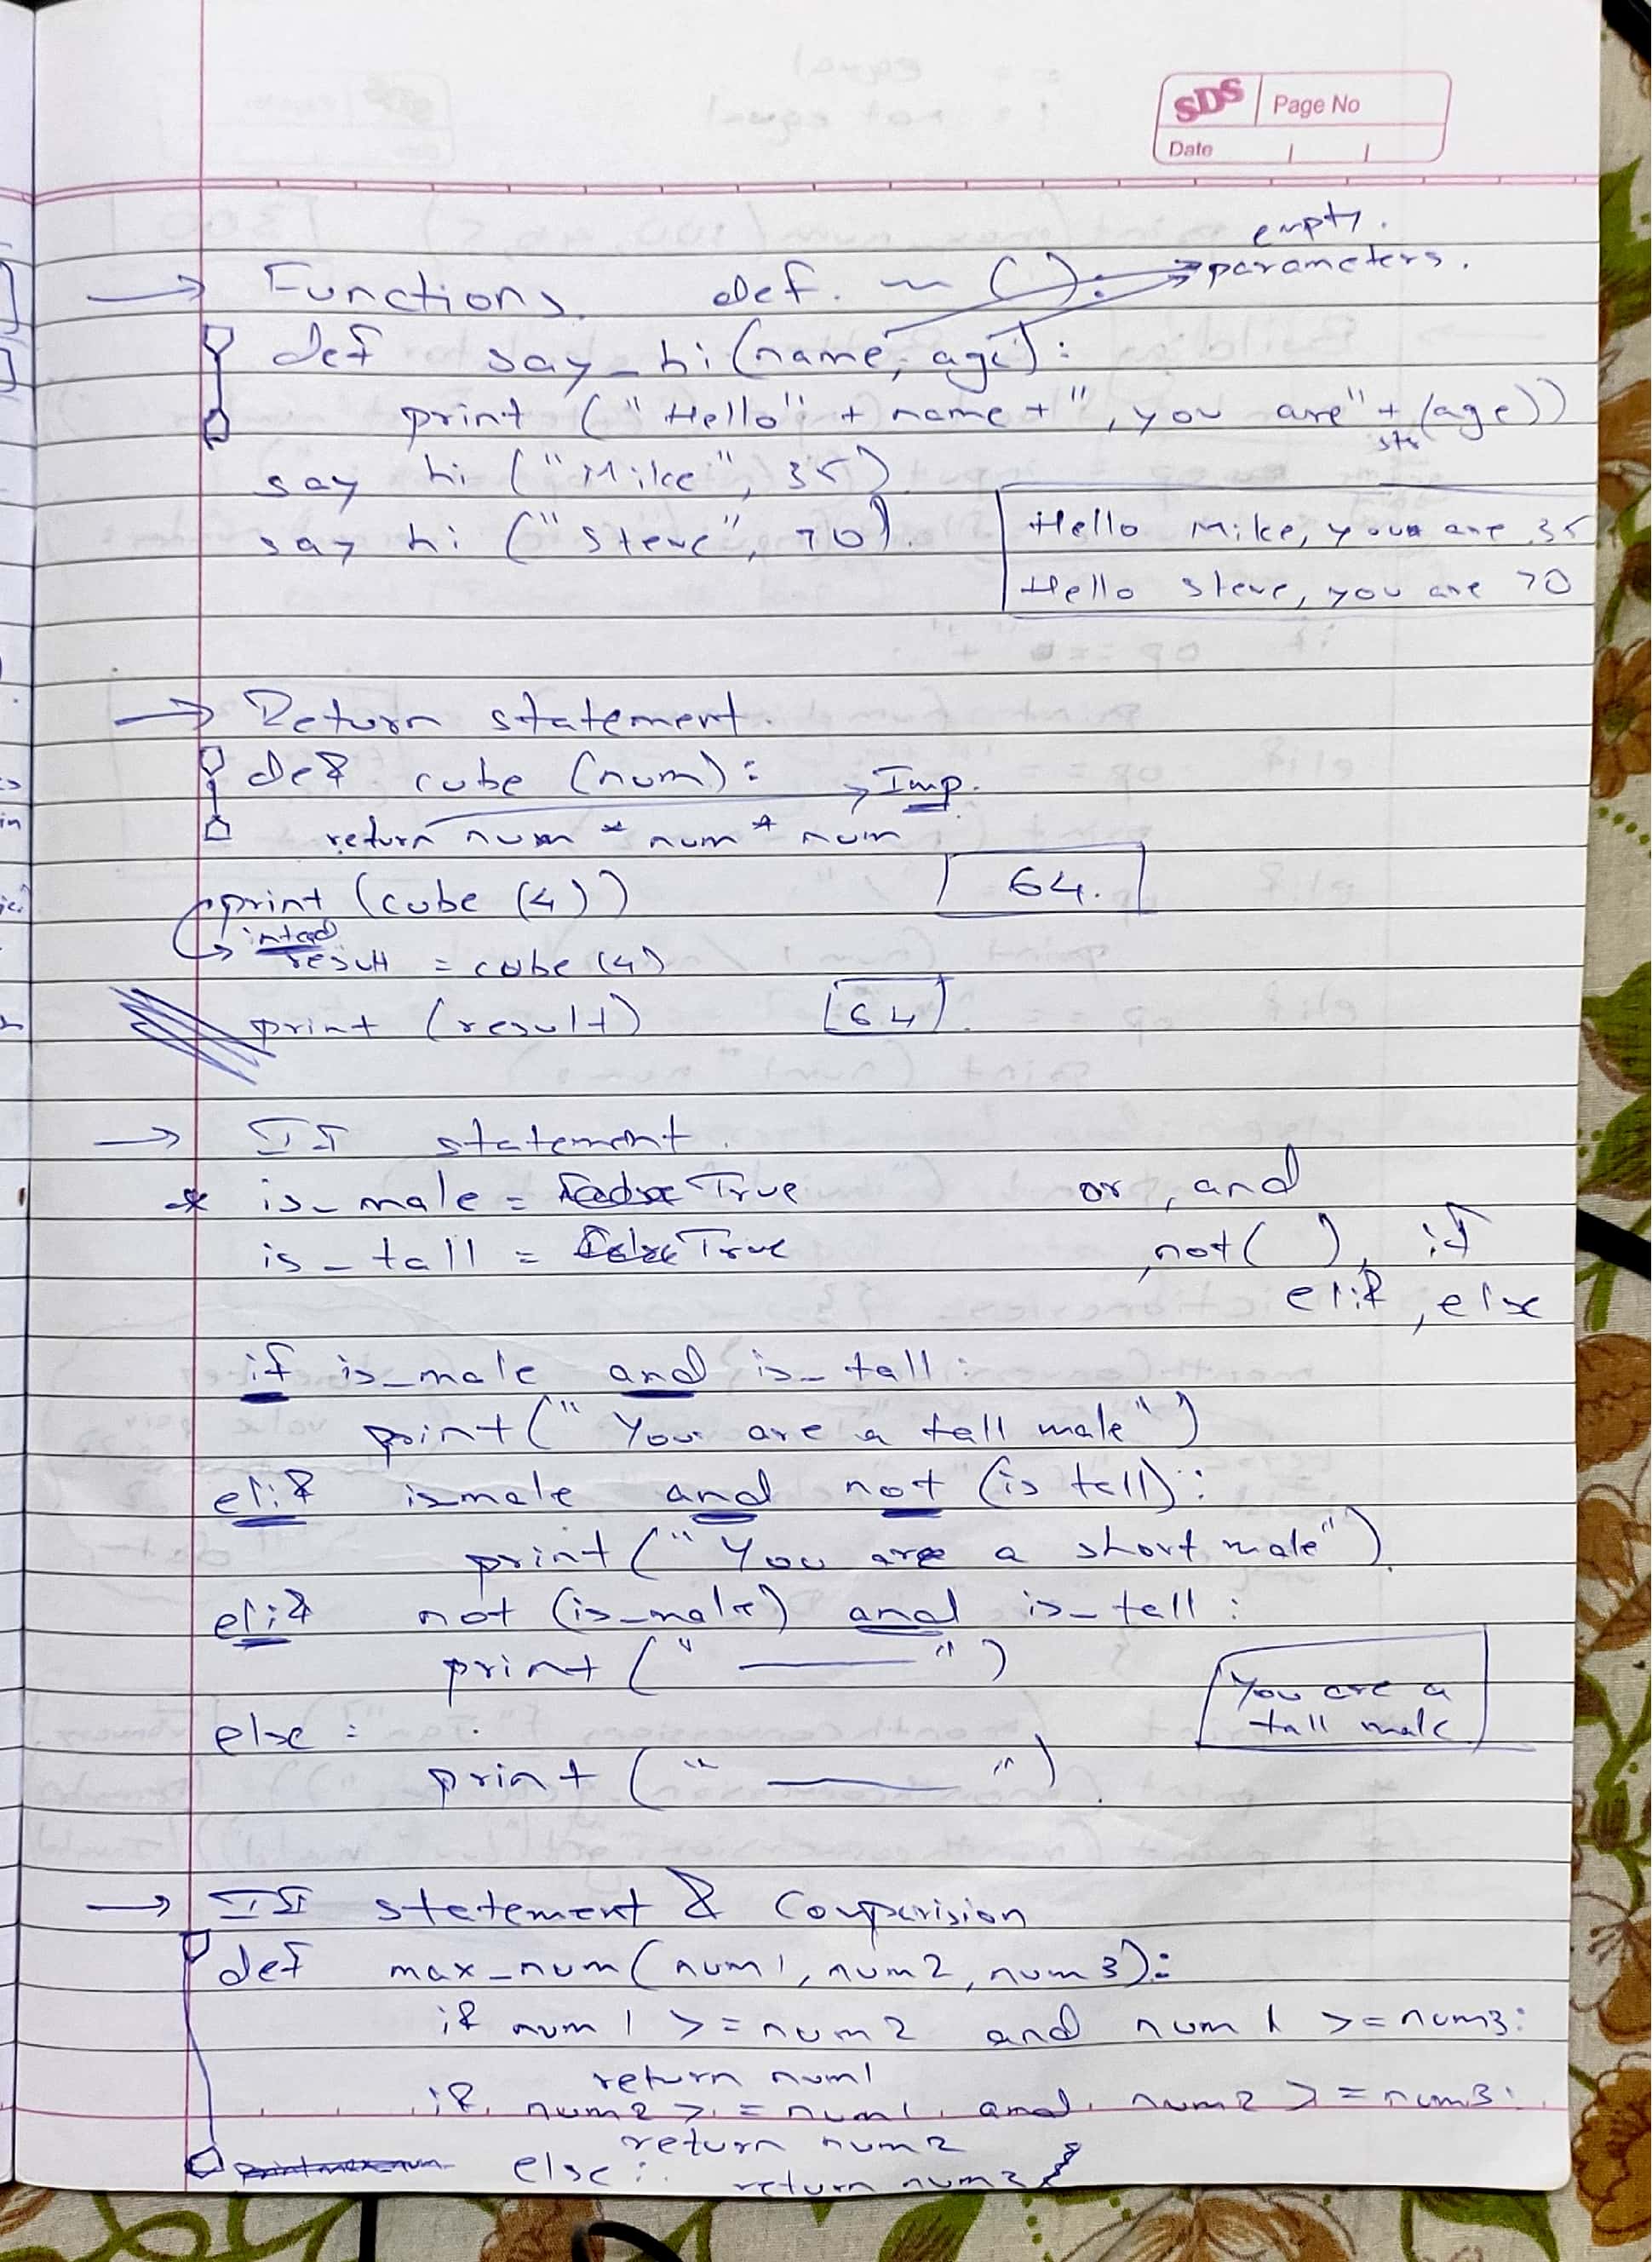 SDS Page No
Date
empty.
→ Functions. def. ~ ( ): → parameters.
def say_hi(name, age):
print ("Hello" + name + ", you are" + str(age))
say hi ("Mike", 35)
say hi ("Steve", 70).
Hello Mike, you are 35
Hello Steve, you are 70
→ Return statement.
def cube (num): → Imp.
return num * num * num
print (cube (4)) 64.
result = cube (4)
print (result) 64.
→ If statement.
* is_male = True or, and
is_tall = True , not( ), if
elif, else
if is_male and is_tall:
print(" You are a tall male")
elif ismale and not (is tall):
print(" You are a short male").
elif not (is_male) and is_tall :
print (" —— ")
You are a
tall male
else :
print (" —— ").
→ If statement & Comparision
def max_num(num1, num2, num3):
if num1 >= num2 and num1 >= num3:
return num1
if num2 >= num1 and num2 >= num3:
return num2
else : return num3